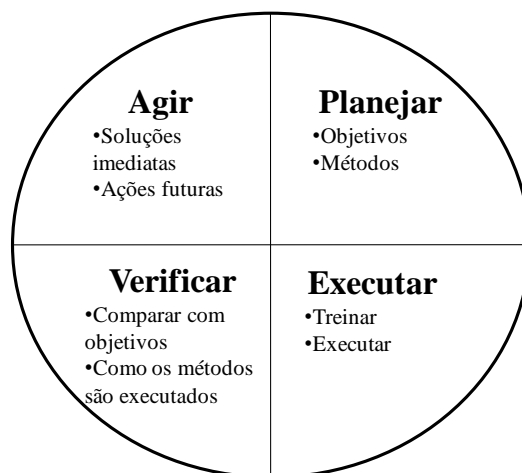 Agir
•Soluções
imediatas
•Ações futuras
Planejar
•Objetivos
•Métodos
Verificar
•Comparar com
objetivos
•Como os métodos
são executados
Executar
•Treinar
•Executar